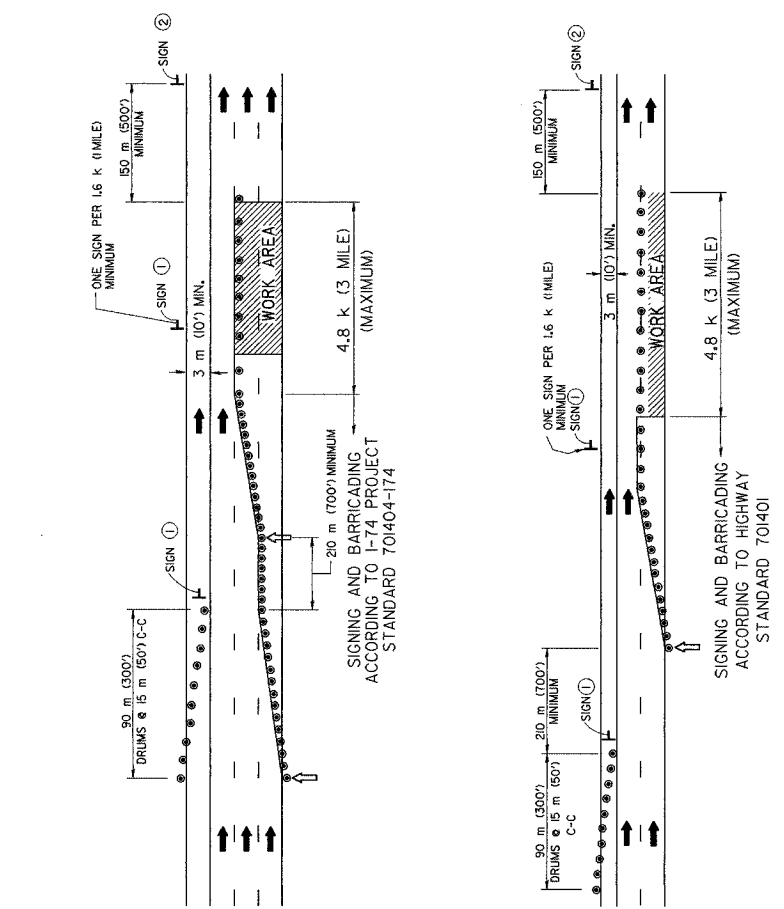 SIGN ②
150 m (500')
MINIMUM
ONE SIGN PER 1.6 k (1 MILE)
MINIMUM
SIGN ①
3 m (10') MIN.
WORK AREA
4.8 k (3 MILE)
(MAXIMUM)
210 m (700') MINIMUM
SIGNING AND BARRICADING
ACCORDING TO I-74 PROJECT
STANDARD 701404-174
SIGN ①
90 m (300')
DRUMS @ 15 m (50') C-C
SIGN ②
150 m (500')
MINIMUM
3 m (10') MIN.
ONE SIGN PER 1.6 k (1 MILE)
MINIMUM
SIGN ①
WORK AREA
4.8 k (3 MILE)
(MAXIMUM)
SIGNING AND BARRICADING
ACCORDING TO HIGHWAY
STANDARD 701401
210 m (700')
MINIMUM
SIGN ①
90 m (300')
DRUMS @ 15 m (50')
C-C